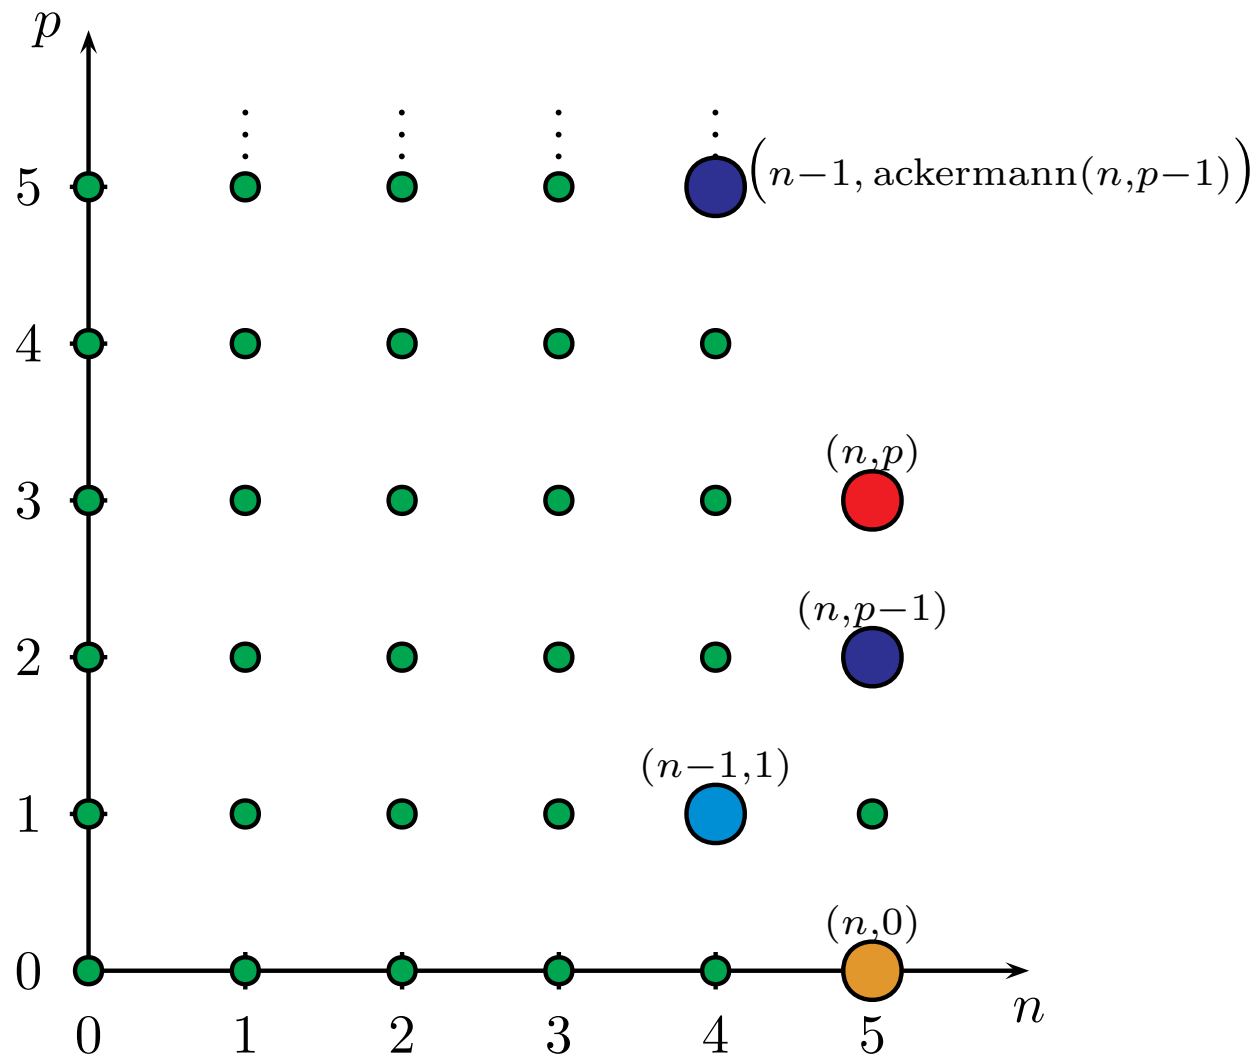 p
5
(n−1, ackermann(n,p−1))
4
(n,p)
3
(n,p−1)
2
(n−1,1)
1
(n,0)
0
n
0 1 2 3 4 5